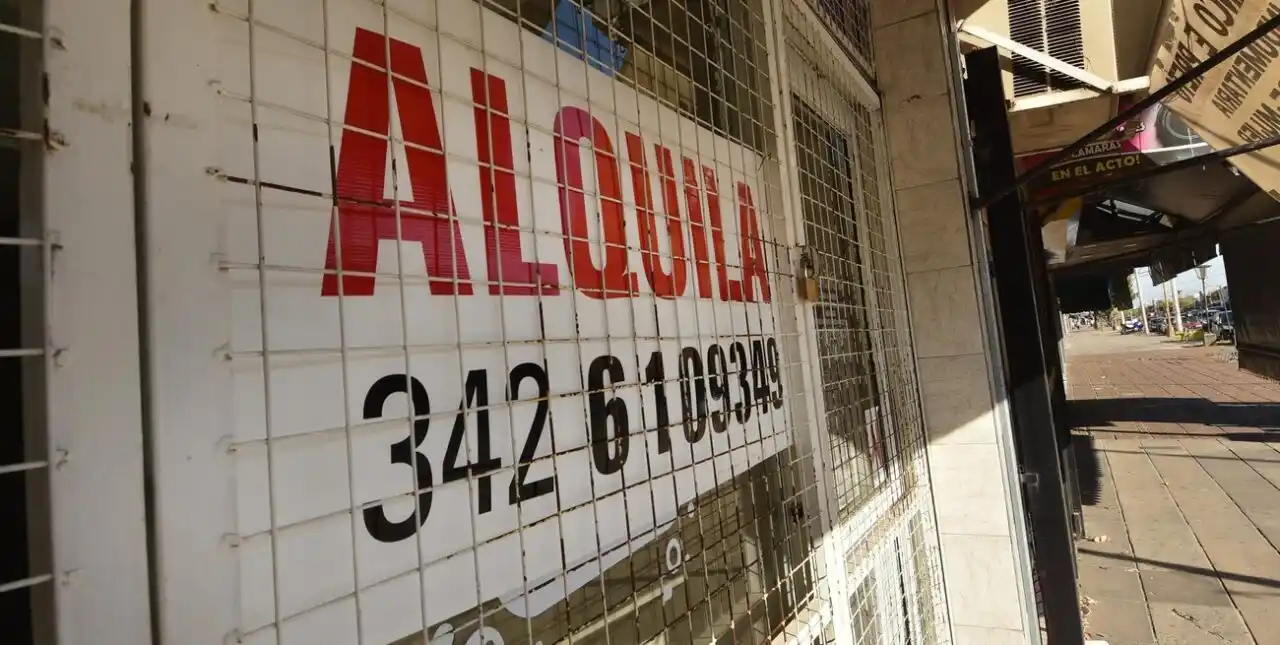 ALQUILA
342 6109349
CAMARAS
EN EL ACTO!